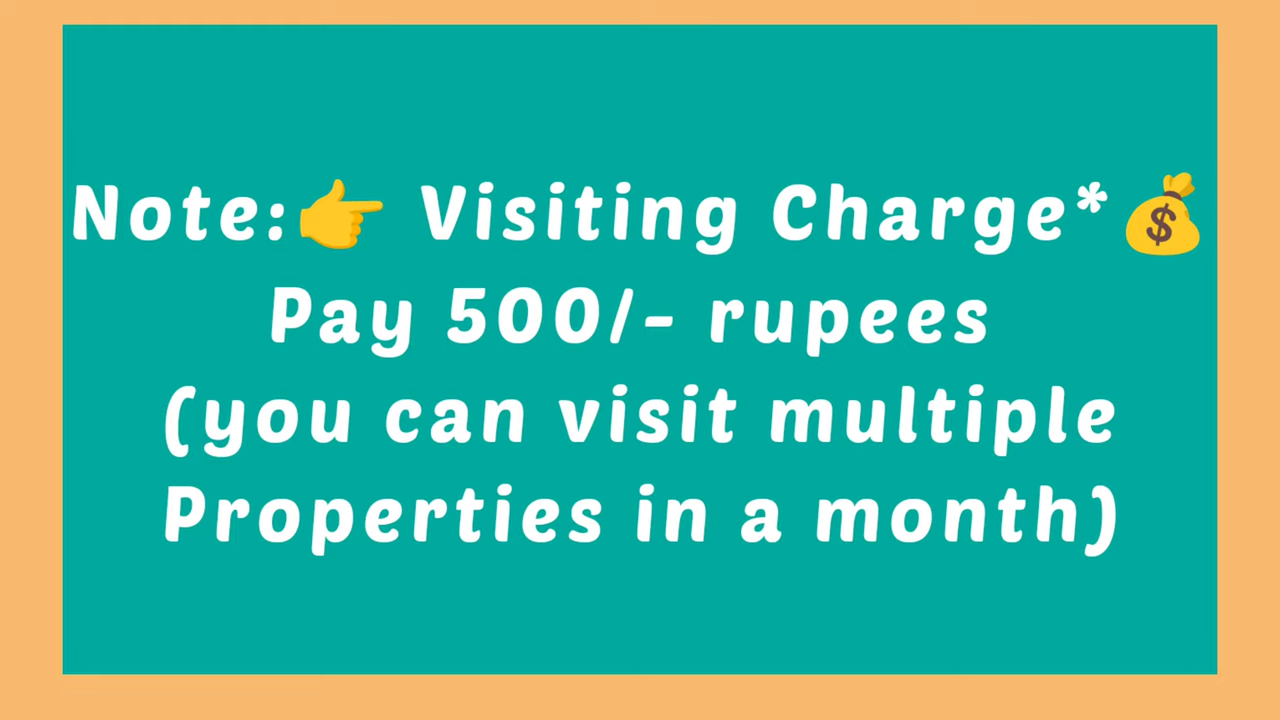 Note:👉 Visiting Charge*💰
Pay 500/- rupees
(you can visit multiple
Properties in a month)